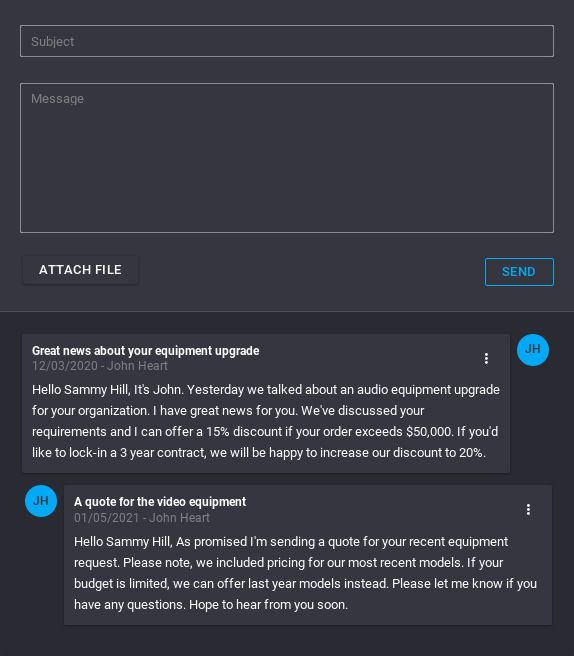 Subject
Message
ATTACH FILE
SEND
Great news about your equipment upgrade
JH
12/03/2020 - John Heart
Hello Sammy Hill, It's John. Yesterday we talked about an audio equipment upgrade
for your organization. I have great news for you. We've discussed your
requirements and I can offer a 15% discount if your order exceeds $50,000. If you'd
like to lock-in a 3 year contract, we will be happy to increase our discount to 20%.
JH
A quote for the video equipment
01/05/2021 - John Heart
Hello Sammy Hill, As promised I'm sending a quote for your recent equipment
request. Please note, we included pricing for our most recent models. If your
budget is limited, we can offer last year models instead. Please let me know if you
have any questions. Hope to hear from you soon.